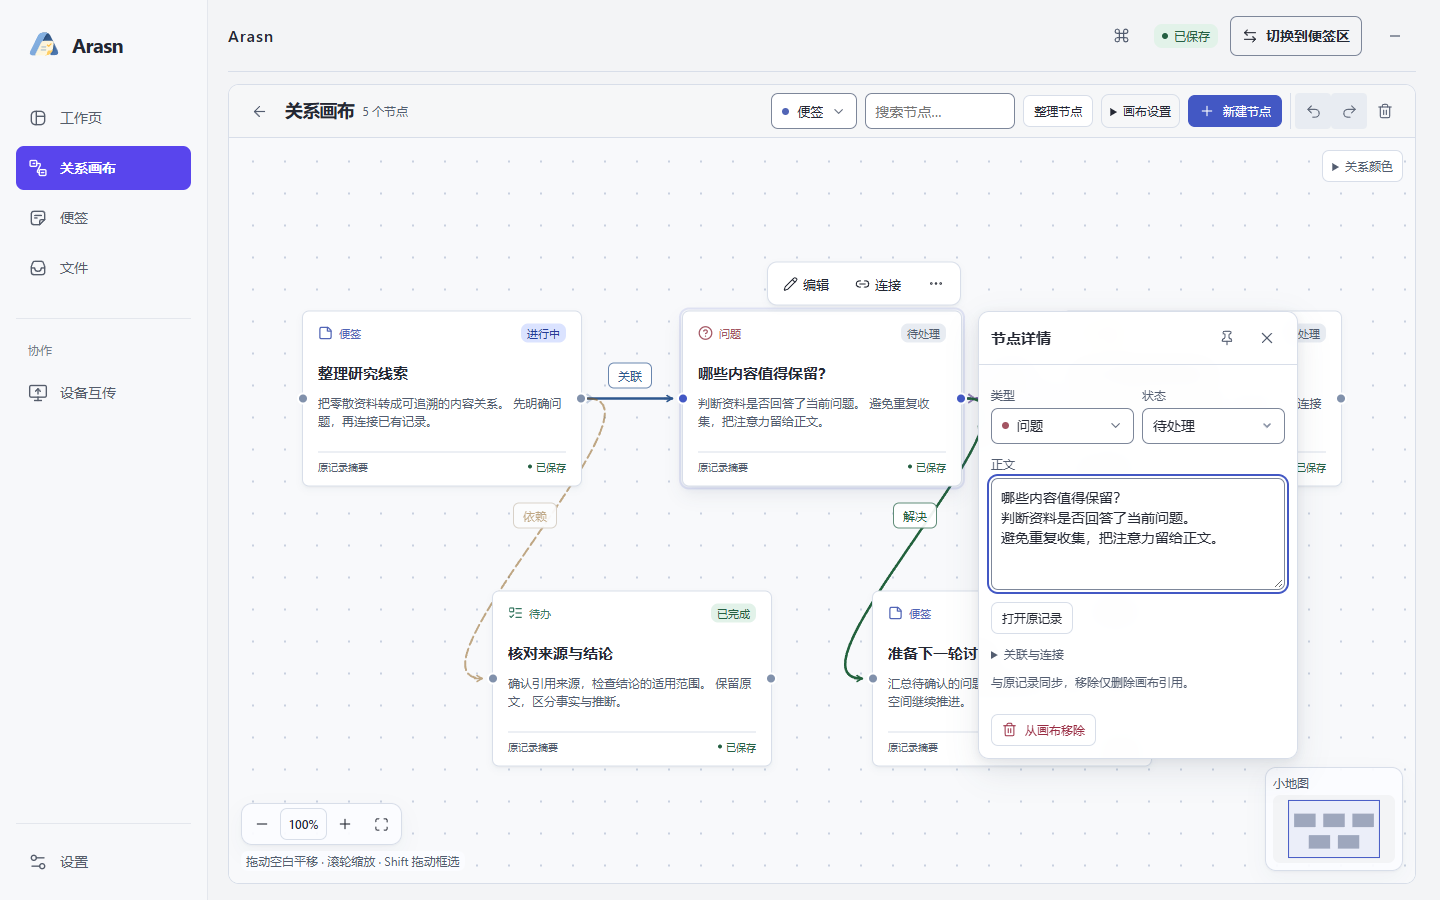 Arasn
工作页
关系画布
便签
文件
协作
设备互传
设置
Arasn
已保存
切换到便签区
关系画布
5 个节点
便签
搜索节点...
整理节点
画布设置
新建节点
关系颜色
编辑
连接
便签
进行中
整理研究线索
把零散资料转成可追溯的内容关系。 先明确问
题，再连接已有记录。
原记录摘要
已保存
关联
问题
待处理
哪些内容值得保留？
判断资料是否回答了当前问题。 避免重复收
集，把注意力留给正文。
原记录摘要
已保存
处理
连接
已保存
依赖
解决
待办
已完成
核对来源与结论
确认引用来源，检查结论的适用范围。 保留原
文，区分事实与推断。
原记录摘要
已保存
便签
准备下一轮讨
汇总待确认的问题
空间继续推进。
原记录摘要
节点详情
类型
状态
问题
待处理
正文
哪些内容值得保留？
判断资料是否回答了当前问题。
避免重复收集，把注意力留给正文。
打开原记录
关联与连接
与原记录同步，移除仅删除画布引用。
从画布移除
小地图
100%
拖动空白平移 · 滚轮缩放 · Shift 拖动框选